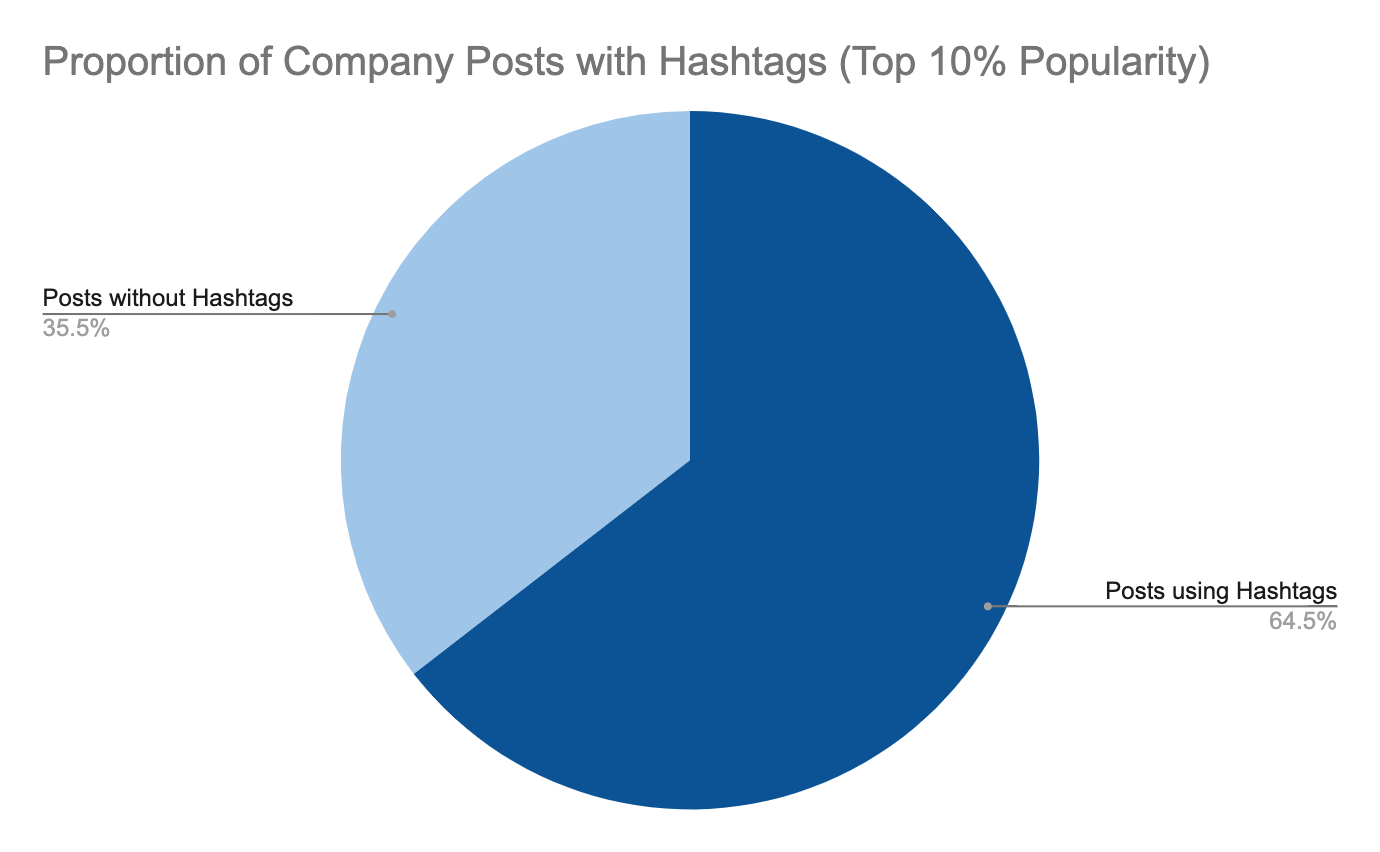 Proportion of Company Posts with Hashtags (Top 10% Popularity)
Posts without Hashtags
35.5%
Posts using Hashtags
64.5%